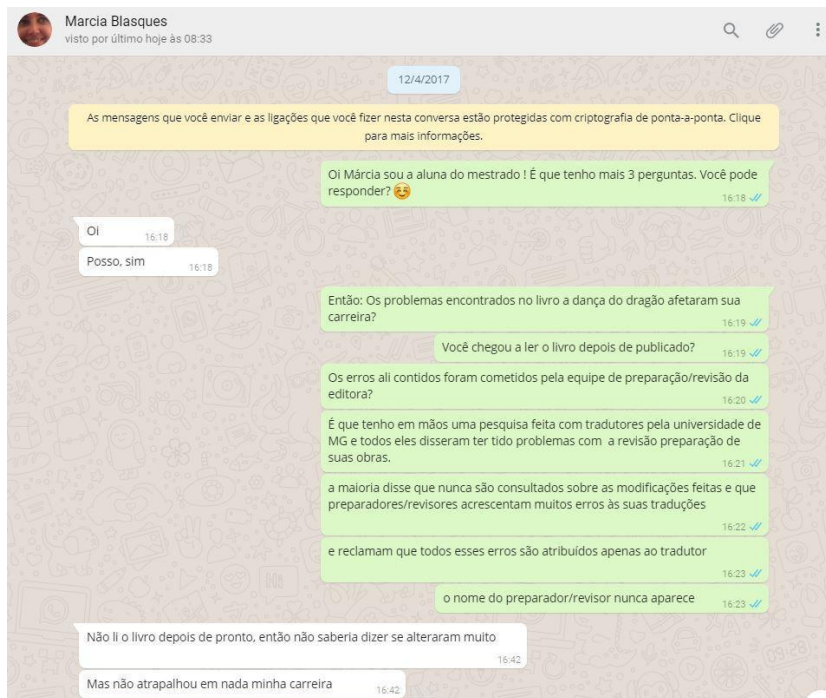 Marcia Blasques
visto por último hoje às 08:33
12/4/2017
As mensagens que você enviar e as ligações que você fizer nesta conversa estão protegidas com criptografia de ponta-a-ponta. Clique
para mais informações.
Oi Márcia sou a aluna do mestrado ! É que tenho mais 3 perguntas. Você pode
responder? ☺️
16:18
Oi
16:18
Posso, sim
16:18
Então: Os problemas encontrados no livro a dança do dragão afetaram sua
carreira?
16:19
Você chegou a ler o livro depois de publicado?
16:19
Os erros ali contidos foram cometidos pela equipe de preparação/revisão da
editora?
16:20
É que tenho em mãos uma pesquisa feita com tradutores pela universidade de
MG e todos eles disseram ter tido problemas com a revisão preparação de
suas obras.
16:21
a maioria disse que nunca são consultados sobre as modificações feitas e que
preparadores/revisores acrescentam muitos erros às suas traduções
16:22
e reclamam que todos esses erros são atribuídos apenas ao tradutor
16:23
o nome do preparador/revisor nunca aparece
16:23
Não li o livro depois de pronto, então não saberia dizer se alteraram muito
16:42
Mas não atrapalhou em nada minha carreira
16:42